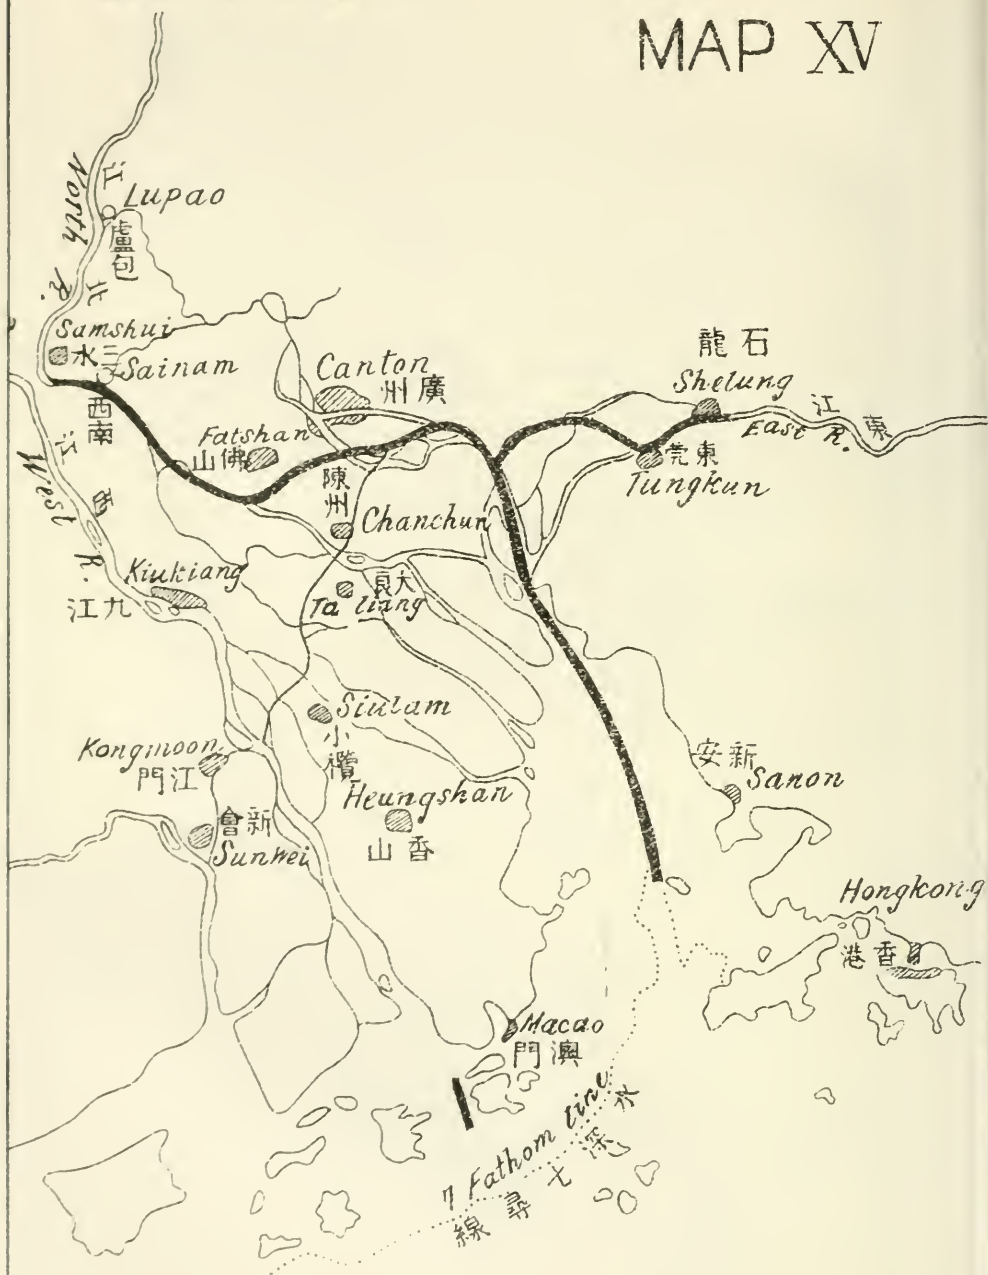 MAP XV
North R.
江
北
Lupao
蘆包
Samshui
三水
Sainam
西南
Canton
廣州
石龍
Shelung
East R.
江
東
Fatshan
佛山
東莞
Tungkun
陳州
Chanchun
West R.
江
西
Kiukiang
九江
大良
Ta liang
Siulam
小欖
Kongmoon
江門
Heungshan
香山
新會
Sunwei
新安
Sanon
Hongkong
香港
Macao
澳門
7 Fathom line
水深七尋線